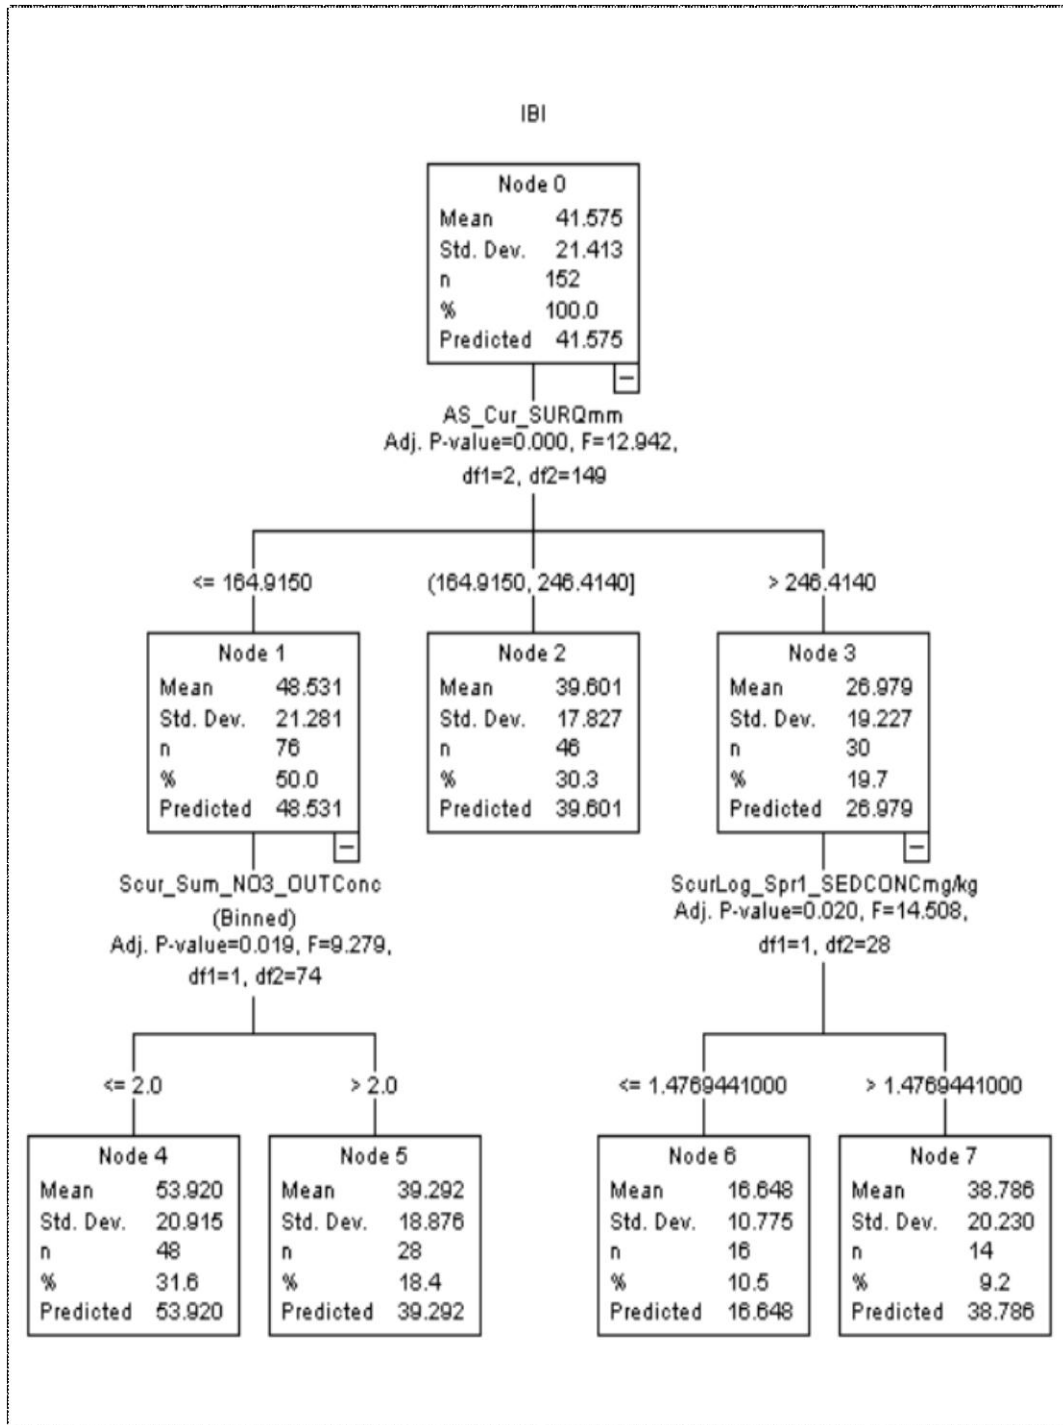 IBI
Node 0
Mean 41.575
Std. Dev. 21.413
n 152
% 100.0
Predicted 41.575
AS_Cur_SURQmm
Adj. P-value=0.000, F=12.942,
df1=2, df2=149
<= 164.9150
(164.9150, 246.4140]
> 246.4140
Node 1
Mean 48.531
Std. Dev. 21.281
n 76
% 50.0
Predicted 48.531
Node 2
Mean 39.601
Std. Dev. 17.827
n 46
% 30.3
Predicted 39.601
Node 3
Mean 26.979
Std. Dev. 19.227
n 30
% 19.7
Predicted 26.979
Scur_Sum_NO3_OUTConc
(Binned)
Adj. P-value=0.019, F=9.279,
df1=1, df2=74
ScurLog_Spr1_SEDCONCmg/kg
Adj. P-value=0.020, F=14.508,
df1=1, df2=28
<= 2.0
> 2.0
<= 1.4769441000
> 1.4769441000
Node 4
Mean 53.920
Std. Dev. 20.915
n 48
% 31.6
Predicted 53.920
Node 5
Mean 39.292
Std. Dev. 18.876
n 28
% 18.4
Predicted 39.292
Node 6
Mean 16.648
Std. Dev. 10.775
n 16
% 10.5
Predicted 16.648
Node 7
Mean 38.786
Std. Dev. 20.230
n 14
% 9.2
Predicted 38.786